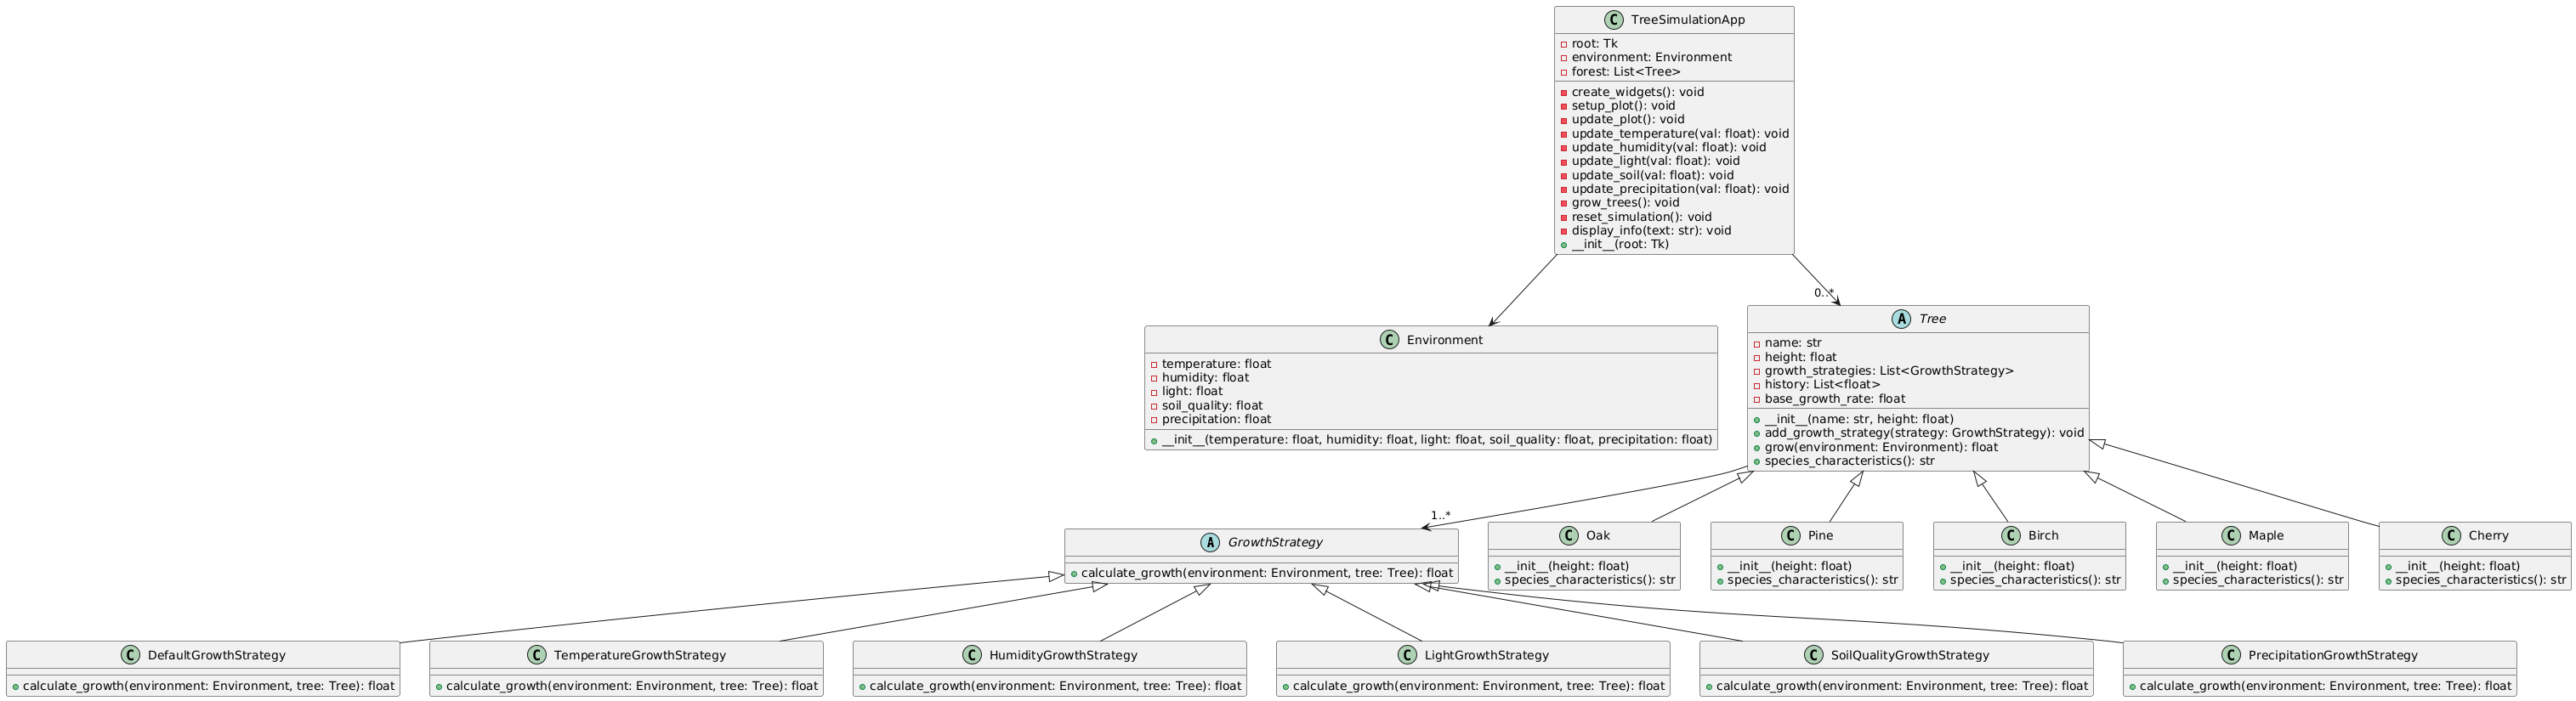 TreeSimulationApp
root: Tk
environment: Environment
forest: List<Tree>
create_widgets(): void
setup_plot(): void
update_plot(): void
update_temperature(val: float): void
update_humidity(val: float): void
update_light(val: float): void
update_soil(val: float): void
update_precipitation(val: float): void
grow_trees(): void
reset_simulation(): void
display_info(text: str): void
__init__(root: Tk)
0..*
Environment
temperature: float
humidity: float
light: float
soil_quality: float
precipitation: float
__init__(temperature: float, humidity: float, light: float, soil_quality: float, precipitation: float)
Tree
name: str
height: float
growth_strategies: List<GrowthStrategy>
history: List<float>
base_growth_rate: float
__init__(name: str, height: float)
add_growth_strategy(strategy: GrowthStrategy): void
grow(environment: Environment): float
species_characteristics(): str
1..*
GrowthStrategy
calculate_growth(environment: Environment, tree: Tree): float
Oak
__init__(height: float)
species_characteristics(): str
Pine
__init__(height: float)
species_characteristics(): str
Birch
__init__(height: float)
species_characteristics(): str
Maple
__init__(height: float)
species_characteristics(): str
Cherry
__init__(height: float)
species_characteristics(): str
DefaultGrowthStrategy
calculate_growth(environment: Environment, tree: Tree): float
TemperatureGrowthStrategy
calculate_growth(environment: Environment, tree: Tree): float
HumidityGrowthStrategy
calculate_growth(environment: Environment, tree: Tree): float
LightGrowthStrategy
calculate_growth(environment: Environment, tree: Tree): float
SoilQualityGrowthStrategy
calculate_growth(environment: Environment, tree: Tree): float
PrecipitationGrowthStrategy
calculate_growth(environment: Environment, tree: Tree): float